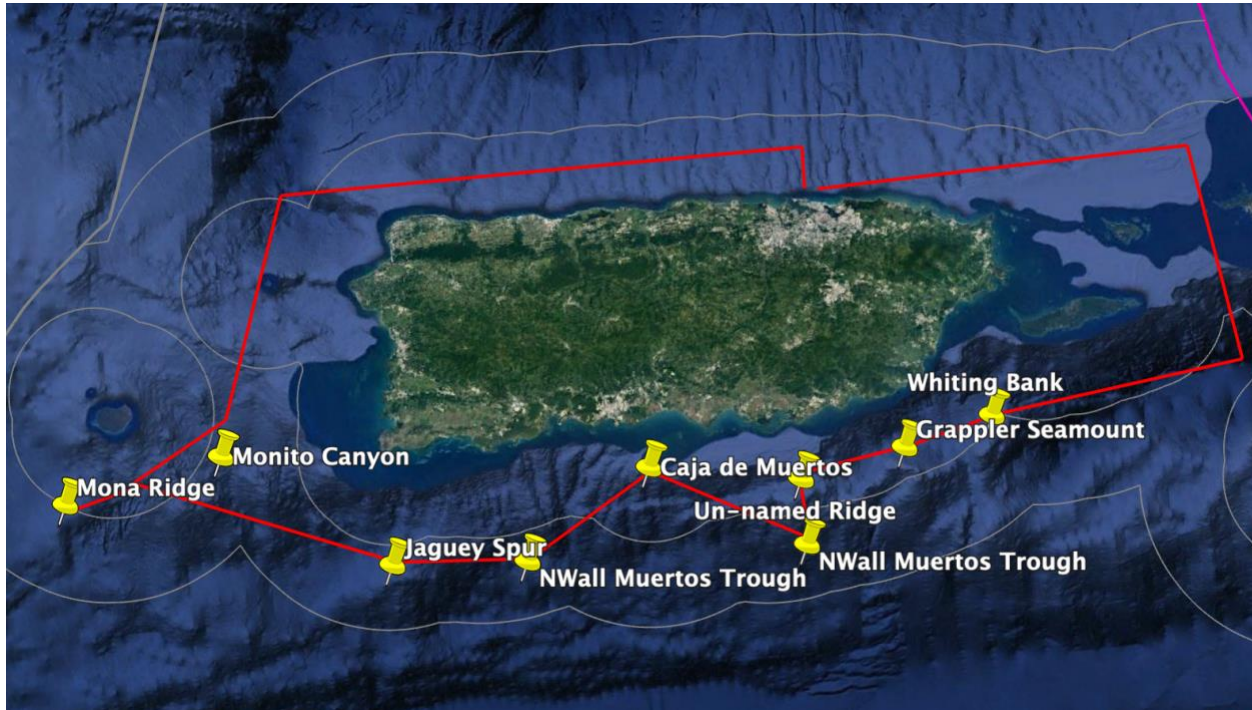 Whiting Bank
Grappler Seamount
Monito Canyon
Caja de Muertos
Mona Ridge
Un-named Ridge
Jaguey Spur
NWall Muertos Trough
NWall Muertos Trough